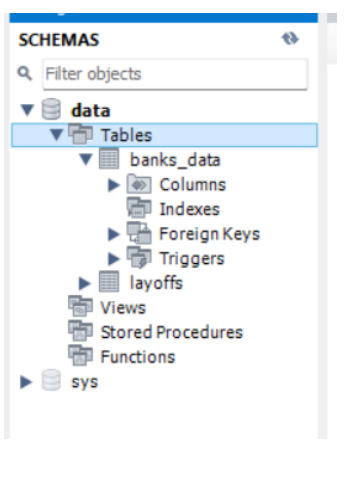 SCHEMAS
Filter objects
data
Tables
banks_data
Columns
Indexes
Foreign Keys
Triggers
layoffs
Views
Stored Procedures
Functions
sys